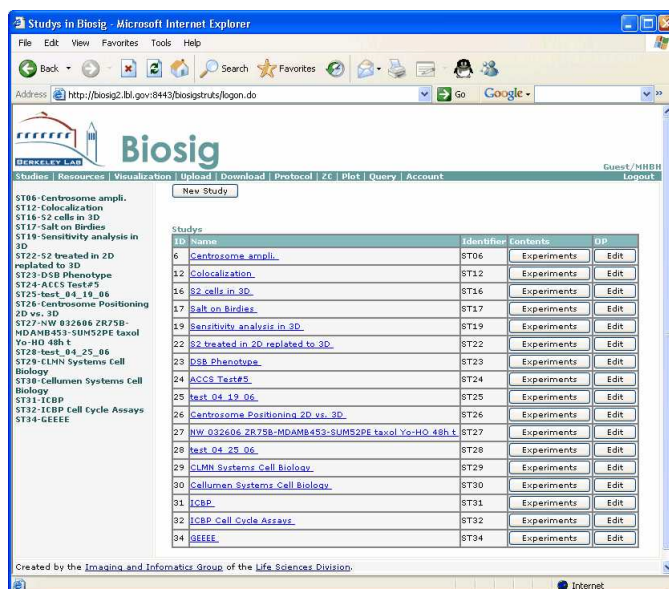 Studys in Biosig - Microsoft Internet Explorer
File Edit View Favorites Tools Help
Back Search Favorites
Address http://biosig2.lbl.gov:8443/biosigstruts/logon.do Go Google
BERKELEY LAB
Biosig
Guest/MHBH
Studies | Resources | Visualization | Upload | Download | Protocol | ZC | Plot | Query | Account Logout
ST06-Centrosome ampli.
ST12-Colocalization
ST16-S2 cells in 3D
ST17-Salt on Birdies
ST19-Sensitivity analysis in
3D
ST22-S2 treated in 2D
replated to 3D
ST23-DSB Phenotype
ST24-ACCS Test#5
ST25-test_04_19_06
ST26-Centrosome Positioning
2D vs. 3D
ST27-NW 032606 ZR75B-
MDAMB453-SUM52PE taxol
Yo-HO 48h t
ST28-test_04_25_06
ST29-CLMN Systems Cell
Biology
ST30-Cellumen Systems Cell
Biology
ST31-ICBP
ST32-ICBP Cell Cycle Assays
ST34-GEEEE
New Study
Studys
ID Name Identifier Contents OP
6 Centrosome ampli. ST06 Experiments Edit
12 Colocalization ST12 Experiments Edit
16 S2 cells in 3D ST16 Experiments Edit
17 Salt on Birdies ST17 Experiments Edit
19 Sensitivity analysis in 3D ST19 Experiments Edit
22 S2 treated in 2D replated to 3D ST22 Experiments Edit
23 DSB Phenotype ST23 Experiments Edit
24 ACCS Test#5 ST24 Experiments Edit
25 test_04_19_06 ST25 Experiments Edit
26 Centrosome Positioning 2D vs. 3D ST26 Experiments Edit
27 NW 032606 ZR75B-MDAMB453-SUM52PE taxol Yo-HO 48h t ST27 Experiments Edit
28 test_04_25_06 ST28 Experiments Edit
29 CLMN Systems Cell Biology ST29 Experiments Edit
30 Cellumen Systems Cell Biology ST30 Experiments Edit
31 ICBP ST31 Experiments Edit
32 ICBP Cell Cycle Assays ST32 Experiments Edit
34 GEEEE ST34 Experiments Edit
Created by the Imaging and Infomatics Group of the Life Sciences Division.
Internet